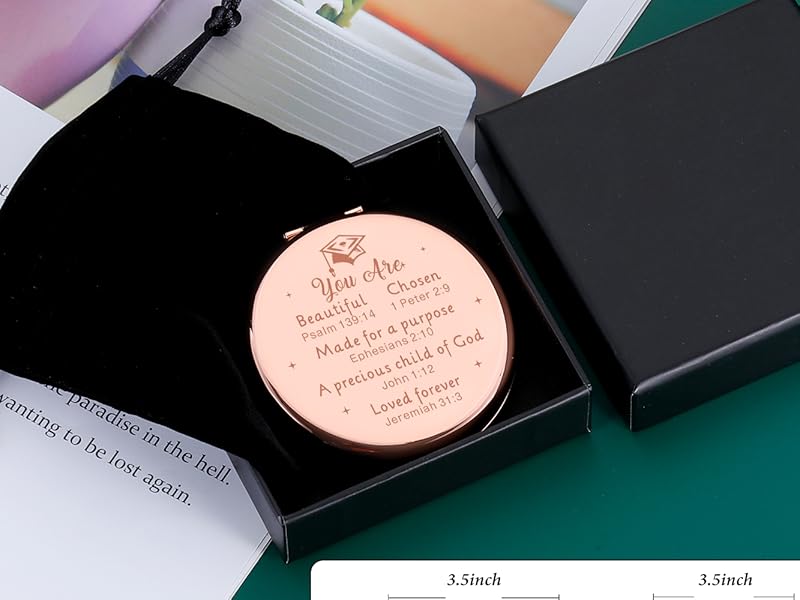 You Are
Beautiful Chosen
Psalm 139:14 1 Peter 2:9
Made for a purpose
Ephesians 2:10
A precious child of God
John 1:12
Loved forever
Jeremiah 31:3
paradise in the hell.
wanting to be lost again.
3.5inch 3.5inch